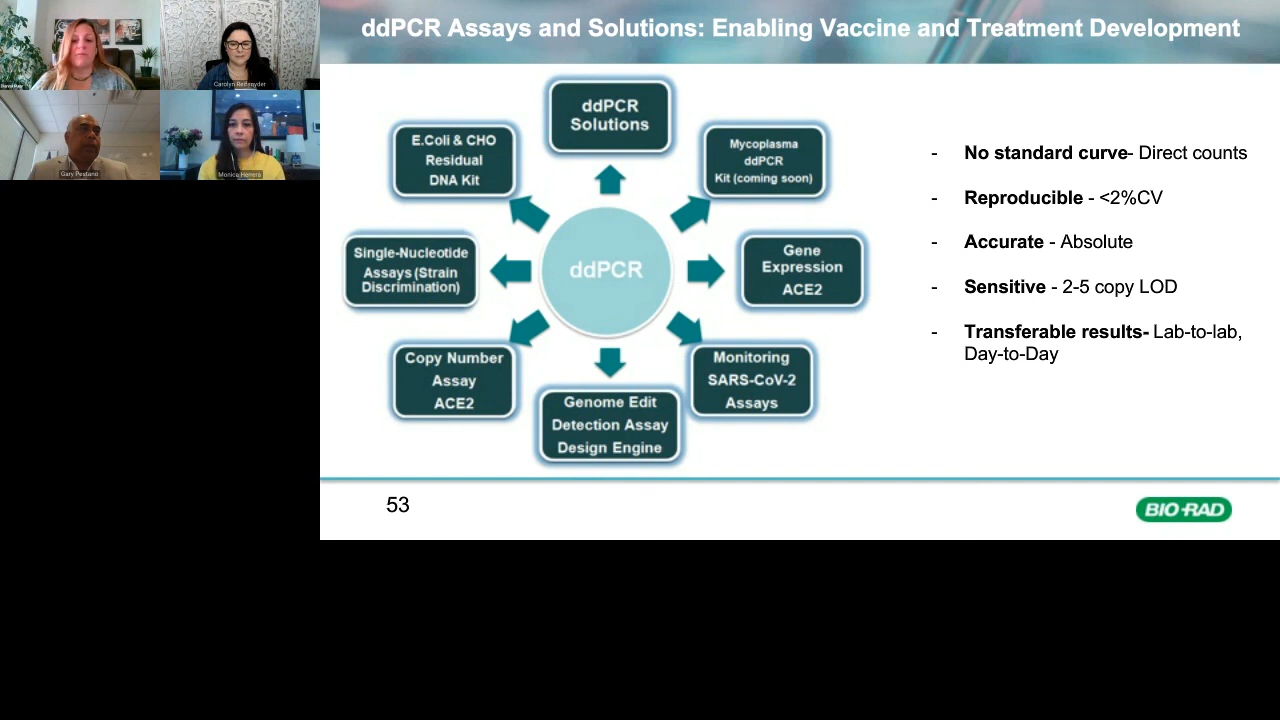 ddPCR Assays and Solutions: Enabling Vaccine and Treatment Development
Carolyn Reifsnyder
Gary Pestano
Monica Herrera
ddPCR
Solutions
E.Coli & CHO
Residual
DNA Kit
Mycoplasma
ddPCR
Kit (coming soon)
Single-Nucleotide
Assays (Strain
Discrimination)
ddPCR
Gene
Expression
ACE2
Copy Number
Assay
ACE2
Monitoring
SARS-CoV-2
Assays
Genome Edit
Detection Assay
Design Engine
- No standard curve- Direct counts
- Reproducible - <2%CV
- Accurate - Absolute
- Sensitive - 2-5 copy LOD
- Transferable results- Lab-to-lab,
Day-to-Day
53
BIO-RAD